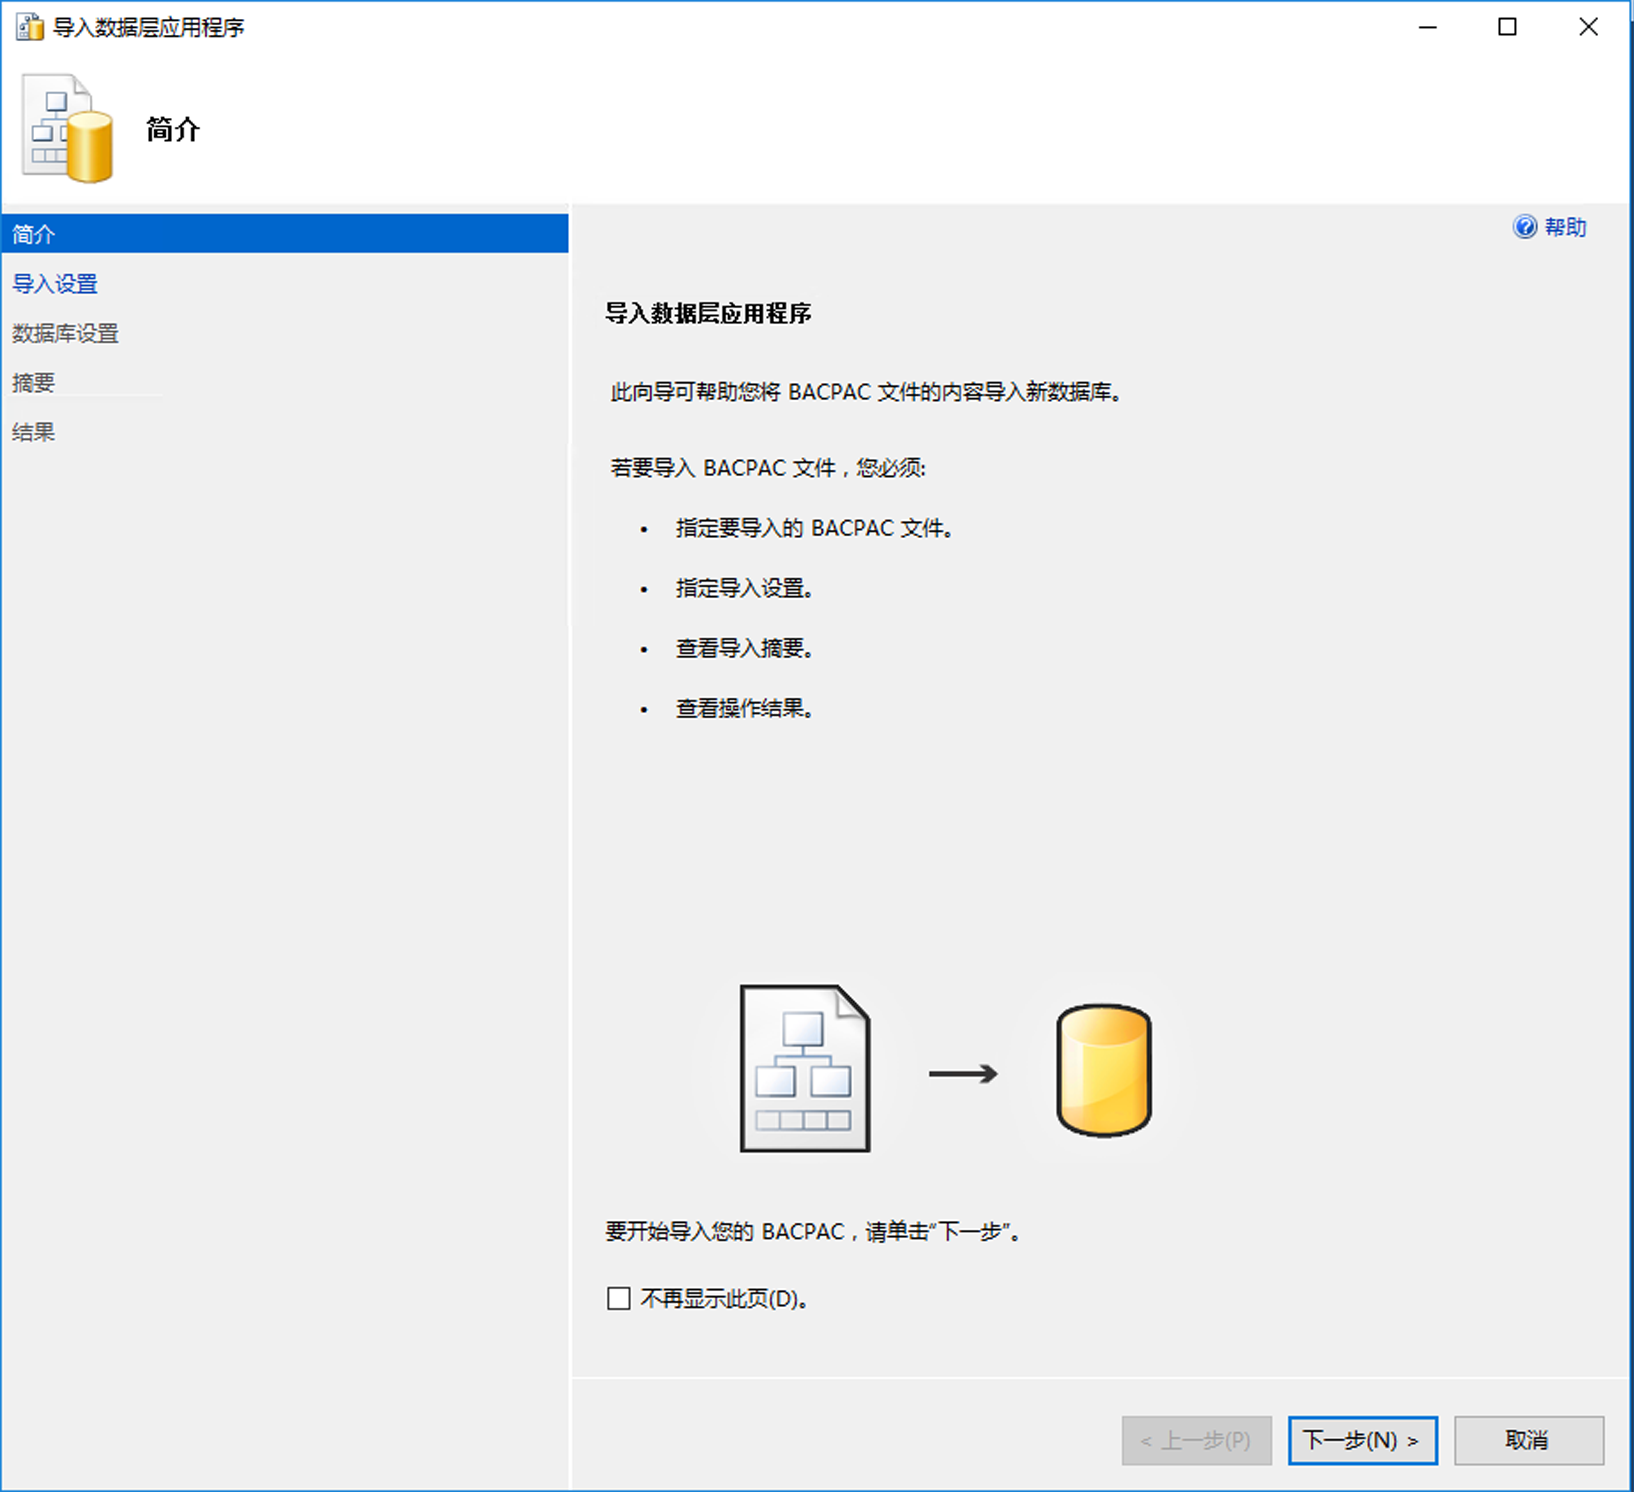 导入数据层应用程序
简介
简介
导入设置
数据库设置
摘要
结果
帮助
导入数据层应用程序
此向导可帮助您将 BACPAC 文件的内容导入新数据库。
若要导入 BACPAC 文件，您必须:
• 指定要导入的 BACPAC 文件。
• 指定导入设置。
• 查看导入摘要。
• 查看操作结果。
要开始导入您的 BACPAC，请单击“下一步”。
不再显示此页(D)。
< 上一步(P)
下一步(N) >
取消